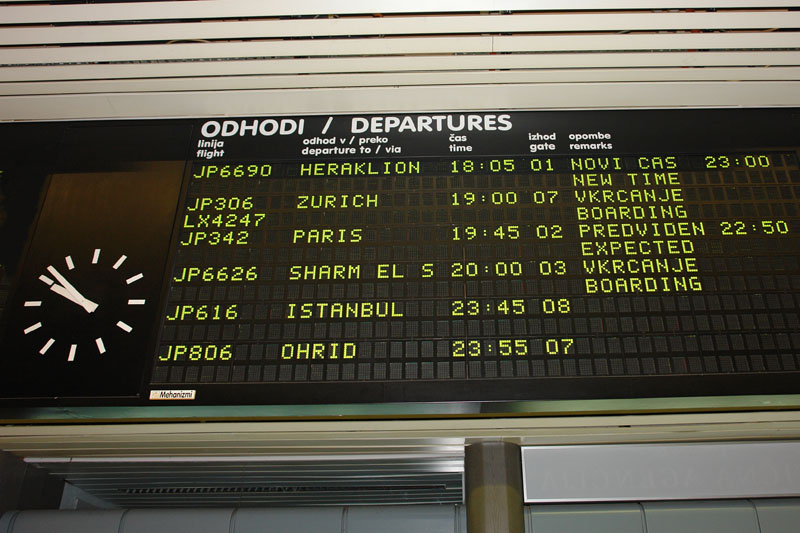 ODHODI / DEPARTURES
linija odhod v / preko čas izhod opombe
flight departure to / via time gate remarks
JP6690 HERAKLION 18:05 01 NOVI CAS 23:00
NEW TIME
JP306 ZURICH 19:00 07 VKRCANJE
LX4247 BOARDING
JP342 PARIS 19:45 02 PREDVIDEN 22:50
EXPECTED
JP6626 SHARM EL S 20:00 03 VKRCANJE
BOARDING
JP616 ISTANBUL 23:45 08
JP806 OHRID 23:55 07
Mehanizmi